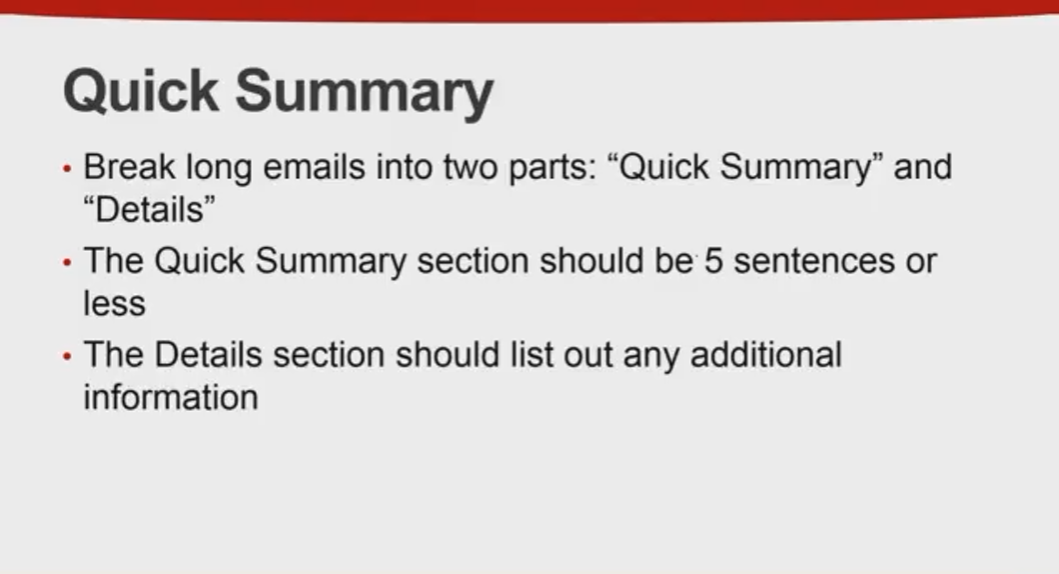 Quick Summary
• Break long emails into two parts: “Quick Summary” and
“Details”
• The Quick Summary section should be 5 sentences or
less
• The Details section should list out any additional
information